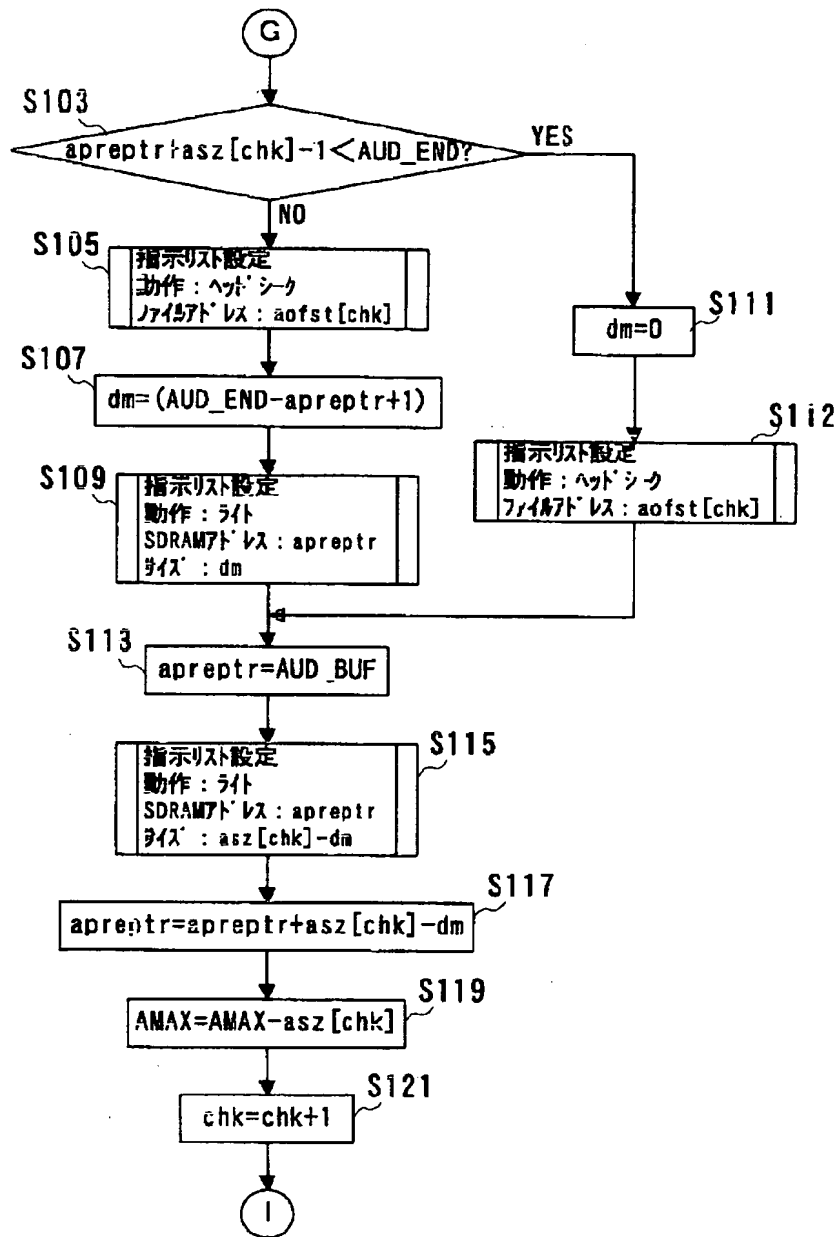 G
S103
apreptr+asz[chk]-1<AUD_END?
YES
NO
S105
指示リスト設定
動作:ヘッドシーク
ファイルアドレス:aofst[chk]
S111
dm=0
S107
dm=(AUD_END-apreptr+1)
S112
指示リスト設定
動作:ヘッドシーク
ファイルアドレス:aofst[chk]
S109
指示リスト設定
動作:ライト
SDRAMアドレス:apreptr
サイズ:dm
S113
apreptr=AUD_BUF
S115
指示リスト設定
動作:ライト
SDRAMアドレス:apreptr
サイズ:asz[chk]-dm
S117
apreptr=apreptr+asz[chk]-dm
S119
AMAX=AMAX-asz[chk]
S121
chk=chk+1
I